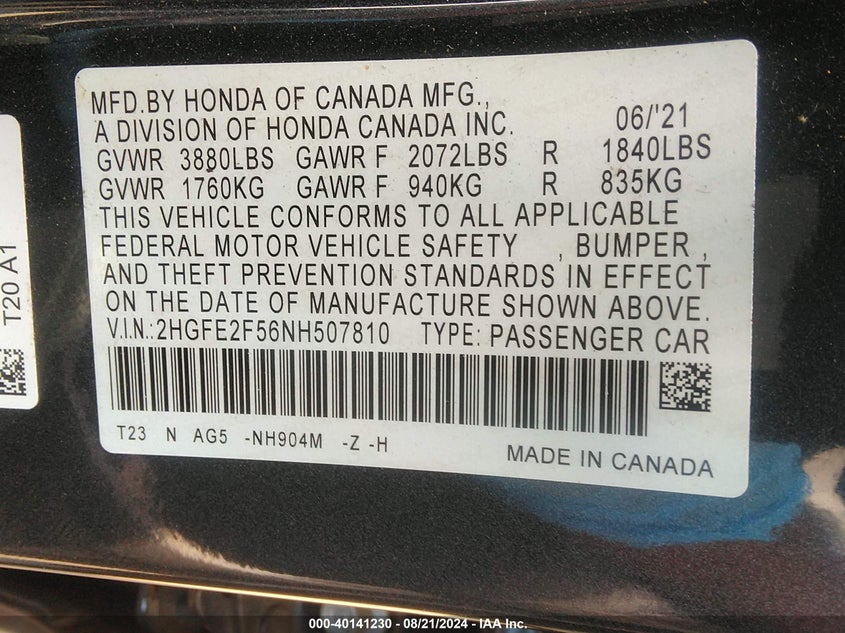 MFD.BY HONDA OF CANADA MFG.,
A DIVISION OF HONDA CANADA INC. 06/'21
GVWR 3880LBS GAWR F 2072LBS R 1840LBS
GVWR 1760KG GAWR F 940KG R 835KG
THIS VEHICLE CONFORMS TO ALL APPLICABLE
FEDERAL MOTOR VEHICLE SAFETY , BUMPER ,
AND THEFT PREVENTION STANDARDS IN EFFECT
ON THE DATE OF MANUFACTURE SHOWN ABOVE.
V.I.N.:2HGFE2F56NH507810 TYPE: PASSENGER CAR
T23 N AG5 -NH904M -Z -H
MADE IN CANADA
T20 A1
000-40141230 - 08/21/2024 - IAA Inc.